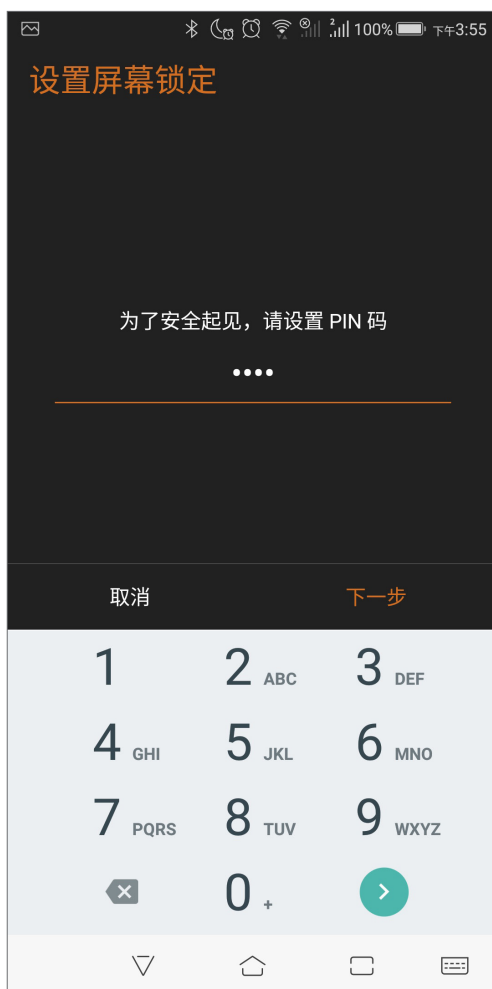 2 100% 下午3:55
设置屏幕锁定
为了安全起见，请设置 PIN 码
••••
取消 下一步
1 2 ABC 3 DEF
4 GHI 5 JKL 6 MNO
7 PQRS 8 TUV 9 WXYZ
0 +